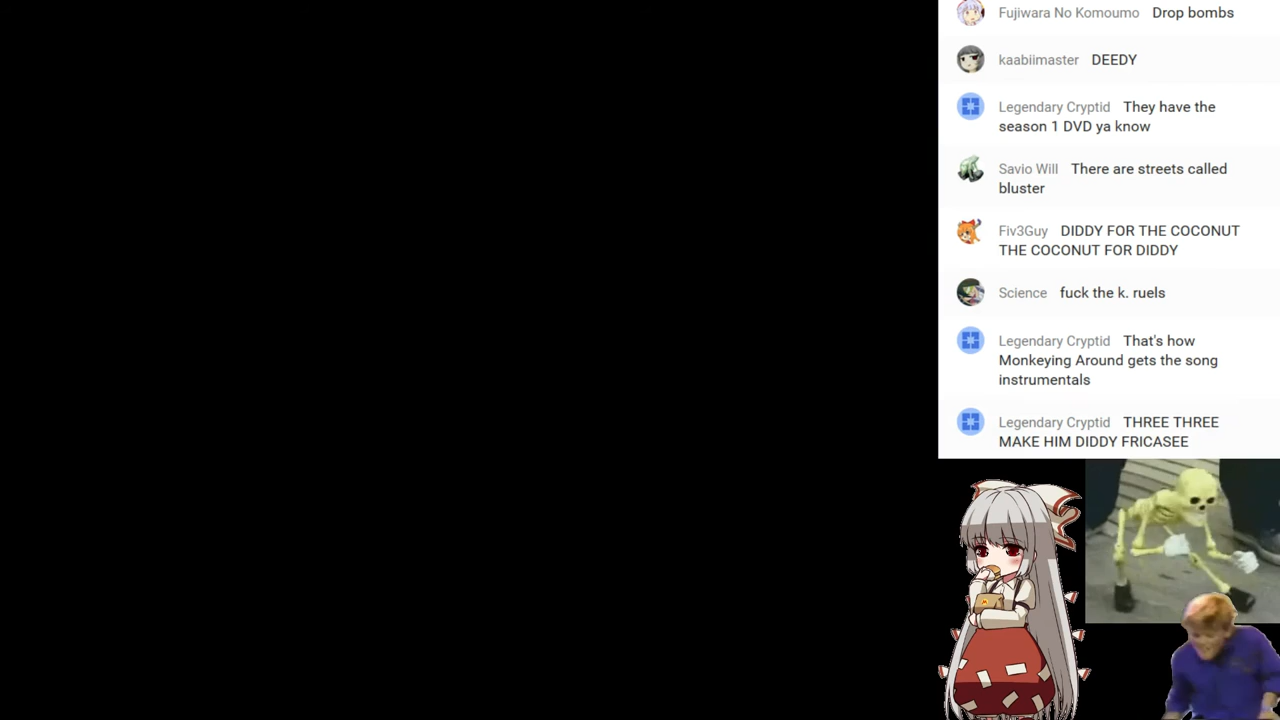 Fujiwara No Komoumo Drop bombs
kaabiimaster DEEDY
Legendary Cryptid They have the
season 1 DVD ya know
Savio Will There are streets called
bluster
Fiv3Guy DIDDY FOR THE COCONUT
THE COCONUT FOR DIDDY
Science fuck the k. ruels
Legendary Cryptid That's how
Monkeying Around gets the song
instrumentals
Legendary Cryptid THREE THREE
MAKE HIM DIDDY FRICASEE